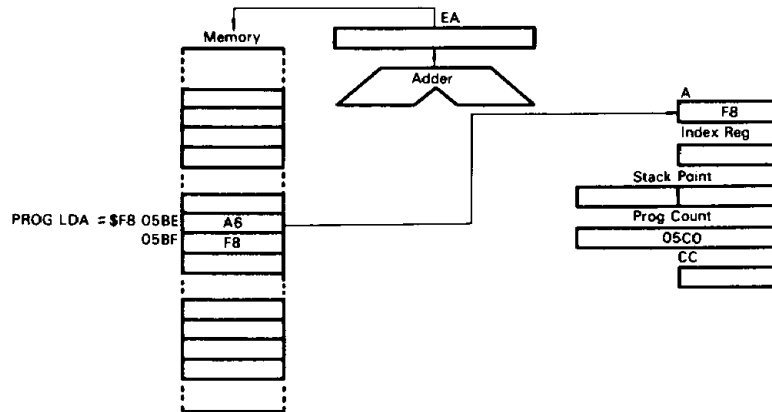 EA
Memory
Adder
A
F8
Index Reg
Stack Point
PROG LDA = $F8 05BE
A6
Prog Count
05BF
F8
05C0
CC